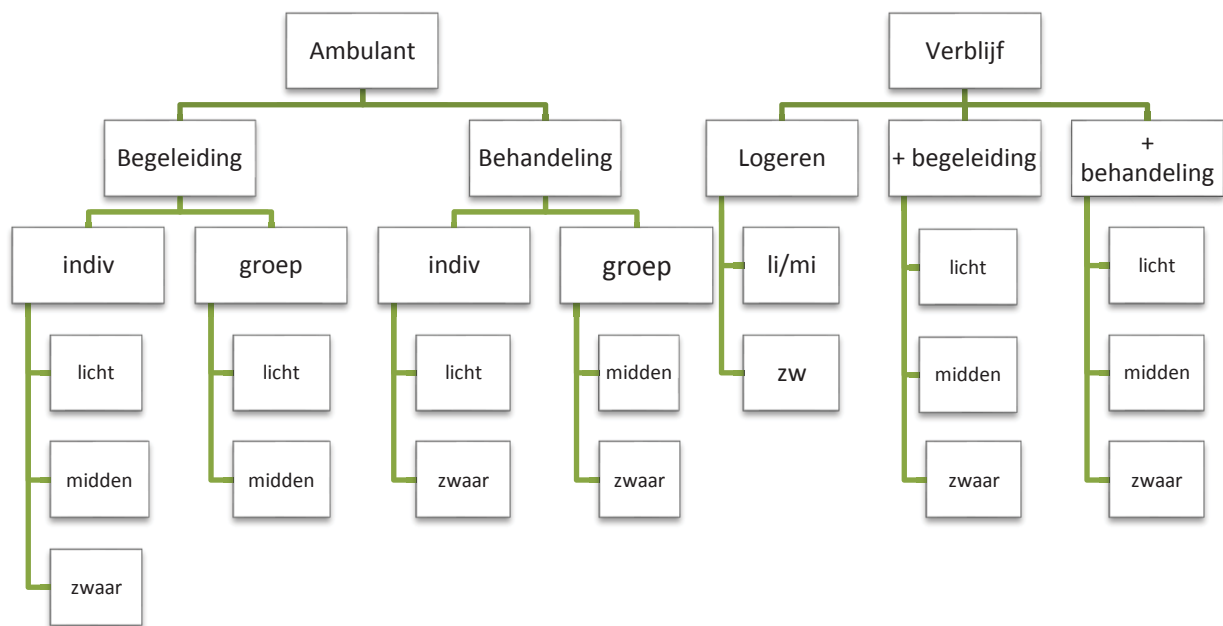 Ambulant
Verblijf
Begeleiding
Behandeling
Logeren
+ begeleiding
+
behandeling
indiv
groep
indiv
groep
li/mi
licht
licht
licht
licht
licht
midden
zw
midden
midden
midden
midden
zwaar
zwaar
zwaar
zwaar
zwaar